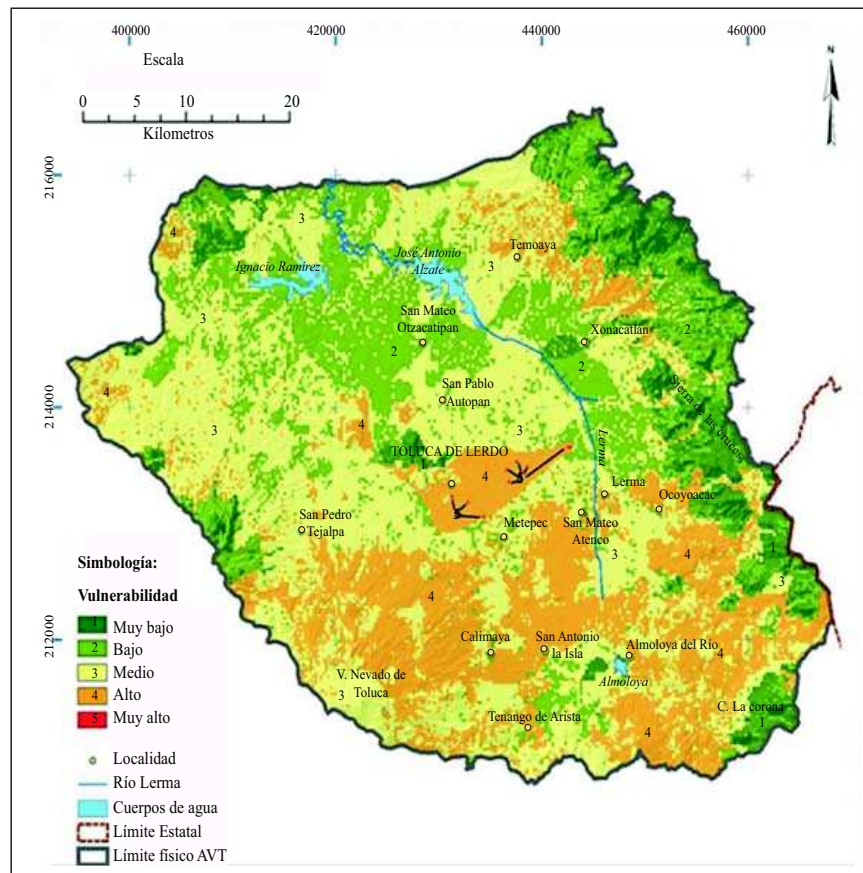 400000 420000 440000 460000
Escala
0 5 10 10 20
Kílometros
N
216000
214000
212000
4
3
Ignacio Ramirez
José Antonio
Alzate
3
Temoaya
3
San Mateo
Otzacatipan
2
Xonacatlán
2
2
4
San Pablo
Autopan
Sierra de las cruces
3
4
3
TOLUCA DE LERDO
1
4
Lerma
Lerma
Ocoyoacac
San Pedro
Tejalpa
Metepec
San Mateo
Atenco
3
4
1
3
4
Calimaya
San Antonio
la Isla
Almoloya del Río
4
V. Nevado de
Toluca
3
Almoloya
C. La corona
1
Tenango de Arista
4
Simbología:
Vulnerabilidad
1 Muy bajo
2 Bajo
3 Medio
4 Alto
5 Muy alto
Localidad
Río Lerma
Cuerpos de agua
Límite Estatal
Límite físico AVT